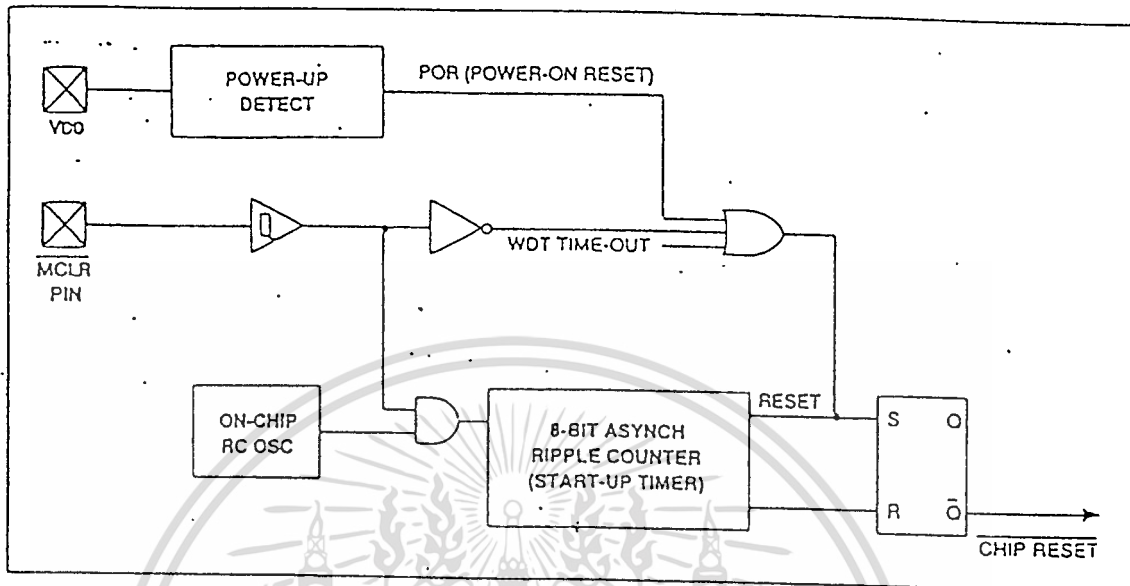 POWER-UP
DETECT
POR (POWER-ON RESET)
VDD
MCLR
PIN
WDT TIME-OUT
ON-CHIP
RC OSC
8-BIT ASYNCH
RIPPLE COUNTER
(START-UP TIMER)
RESET
S Q
R Q̅
CHIP RESET